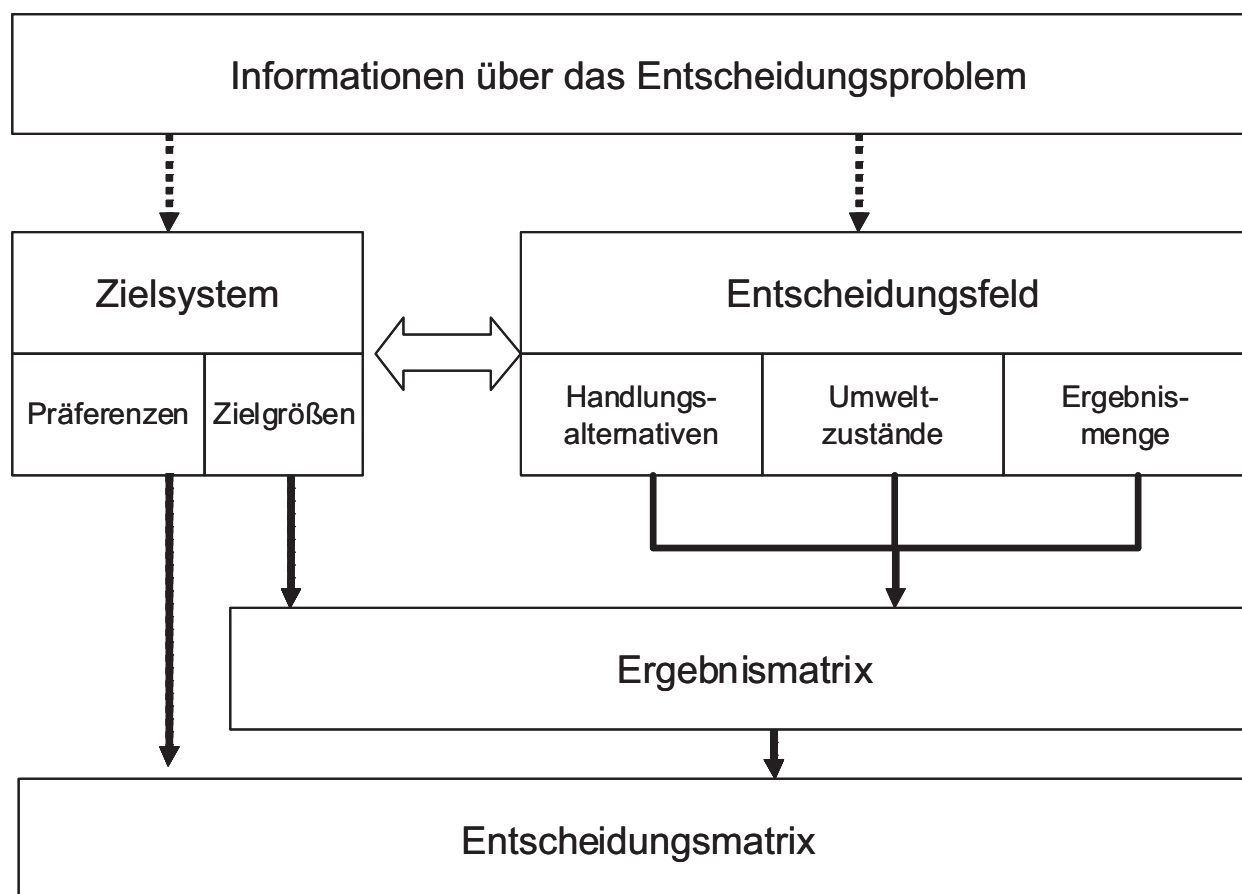 Informationen über das Entscheidungsproblem
Zielsystem
Entscheidungsfeld
Präferenzen
Zielgrößen
Handlungs-
alternativen
Umwelt-
zustände
Ergebnis-
menge
Ergebnismatrix
Entscheidungsmatrix